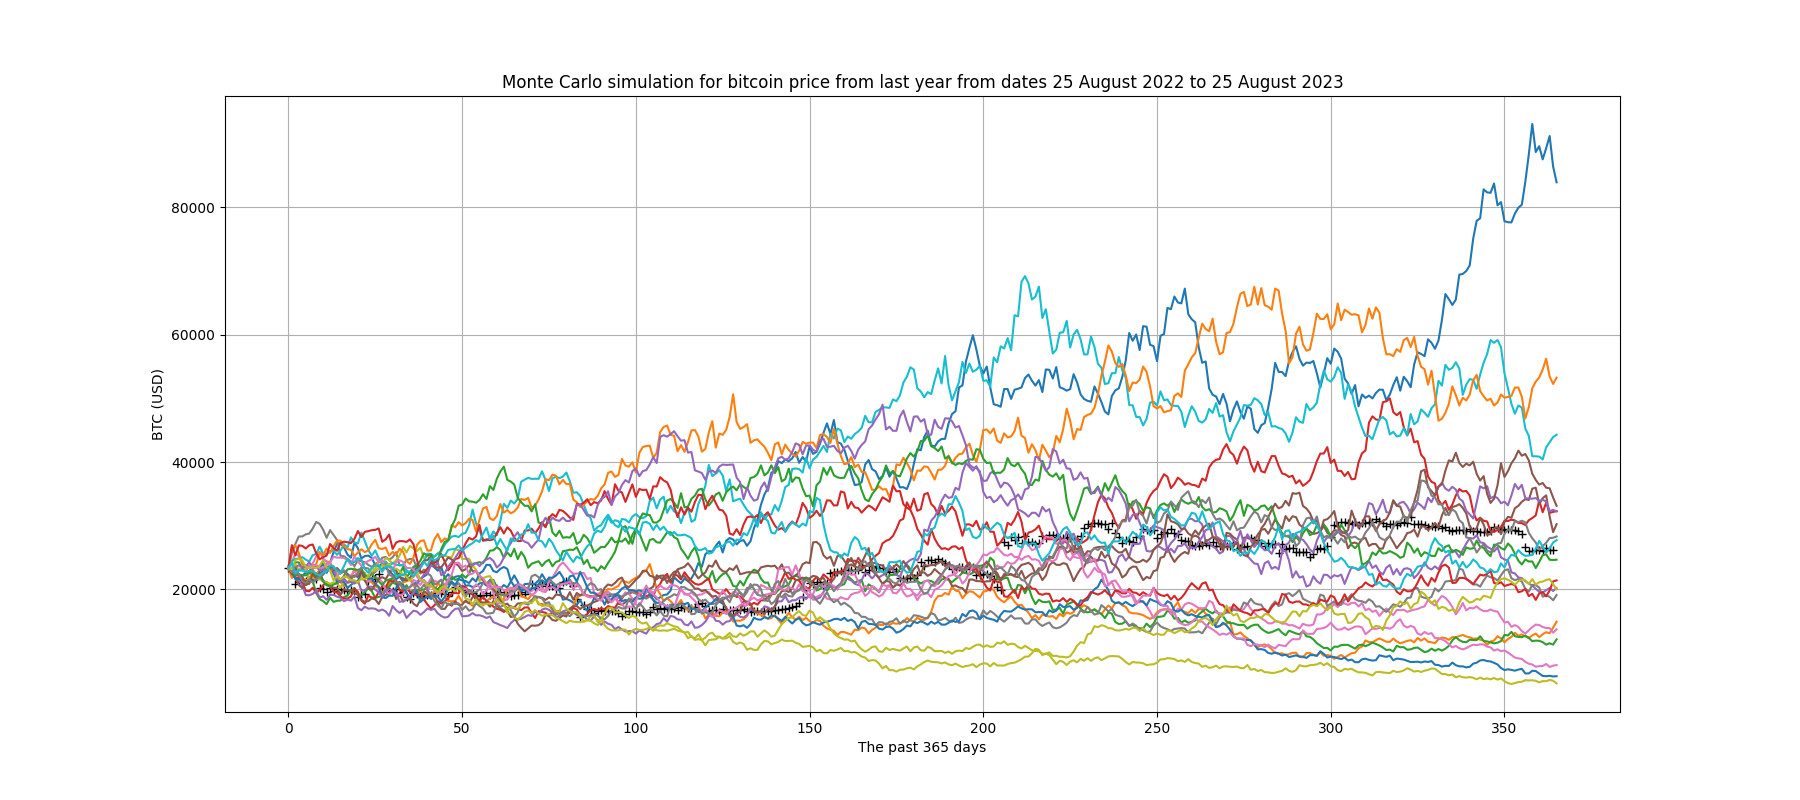 Monte Carlo simulation for bitcoin price from last year from dates 25 August 2022 to 25 August 2023
80000
60000
40000
20000
BTC (USD)
0 50 100 150 200 250 300 350
The past 365 days